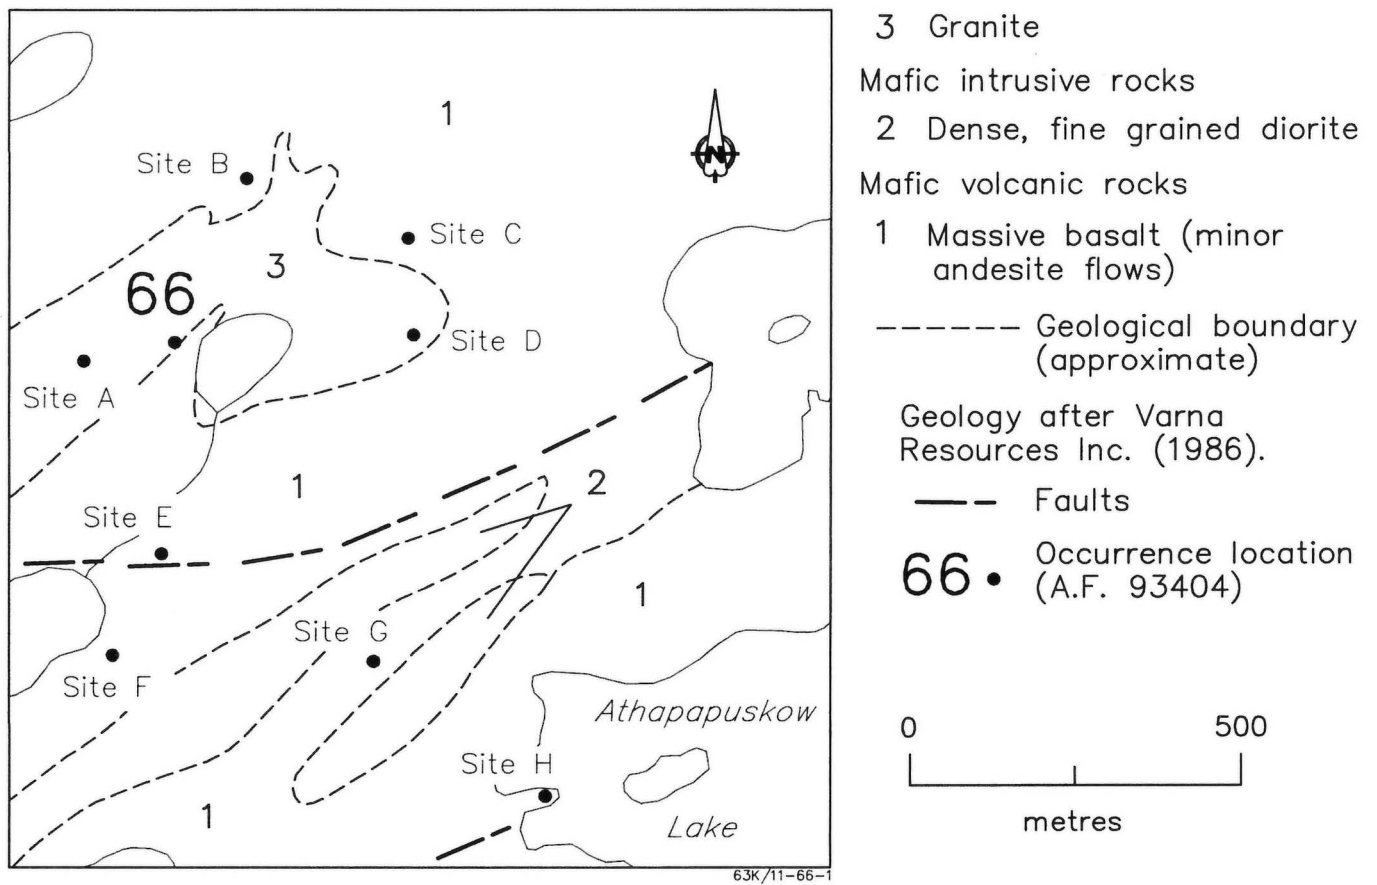 1
Site B
Site C
3
66
Site D
Site A
1
2
Site E
1
Site G
Site F
Athapapuskow
Site H
1
Lake
63K/11-66-1
N
3 Granite
Mafic intrusive rocks
2 Dense, fine grained diorite
Mafic volcanic rocks
1 Massive basalt (minor
andesite flows)
Geological boundary
(approximate)
Geology after Varna
Resources Inc. (1986).
Faults
66 Occurrence location
(A.F. 93404)
0 500
metres